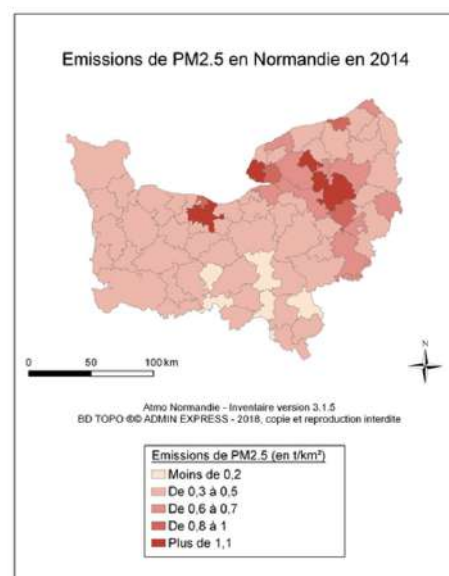 Emissions de PM2.5 en Normandie en 2014
N
0 50 100 km
Atmo Normandie - Inventaire version 3.1.5
BD TOPO ®© ADMIN EXPRESS - 2018, copie et reproduction interdite
Emissions de PM2.5 (en t/km²)
Moins de 0,2
De 0,3 à 0,5
De 0,6 à 0,7
De 0,8 à 1
Plus de 1,1